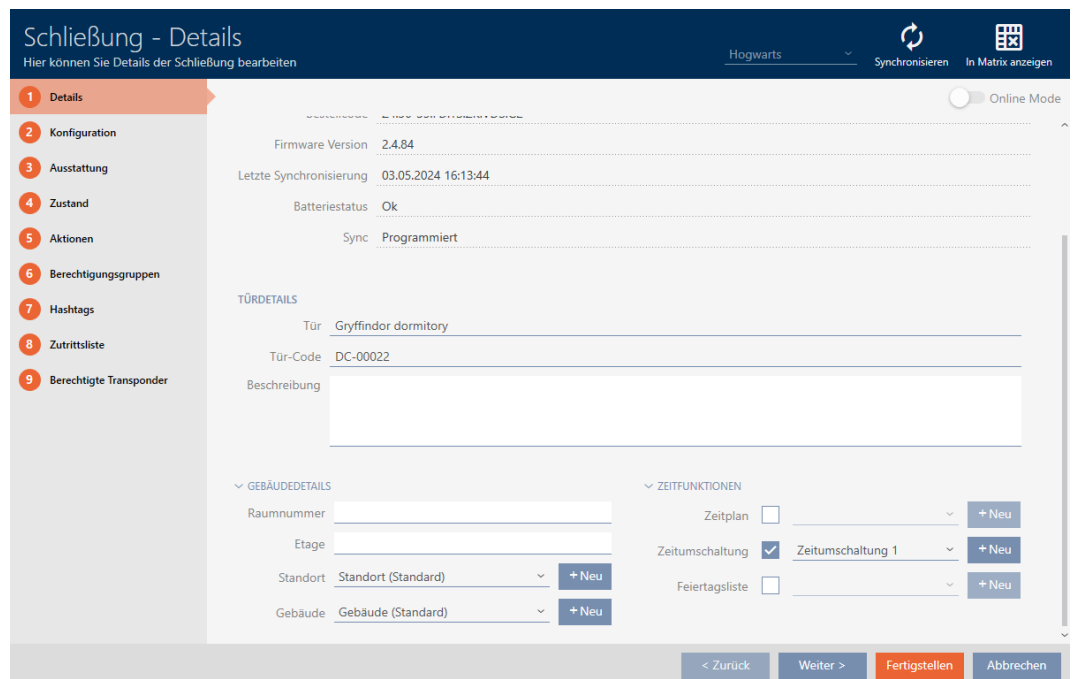 Schließung - Details
Hier können Sie Details der Schließung bearbeiten
Hogwarts
Synchronisieren
In Matrix anzeigen
1 Details
2 Konfiguration
3 Ausstattung
4 Zustand
5 Aktionen
6 Berechtigungsgruppen
7 Hashtags
8 Zutrittsliste
9 Berechtigte Transponder
Online Mode
Firmware Version 2.4.84
Letzte Synchronisierung 03.05.2024 16:13:44
Batteriestatus Ok
Sync Programmiert
TÜRDETAILS
Tür Gryffindor dormitory
Tür-Code DC-00022
Beschreibung
GEBÄUDEDETAILS
Raumnummer
Etage
Standort Standort (Standard) + Neu
Gebäude Gebäude (Standard) + Neu
ZEITFUNKTIONEN
Zeitplan + Neu
Zeitumschaltung Zeitumschaltung 1 + Neu
Feiertagsliste + Neu
< Zurück Weiter > Fertigstellen Abbrechen